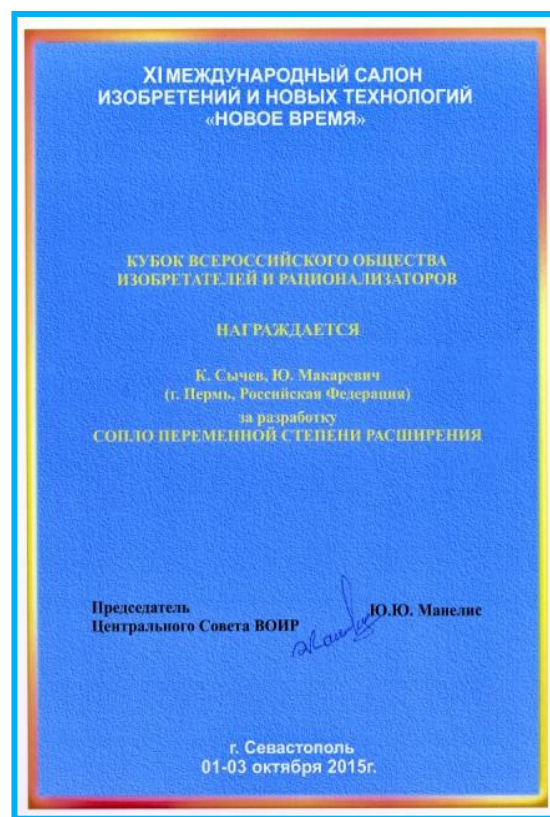 XI МЕЖДУНАРОДНЫЙ САЛОН
ИЗОБРЕТЕНИЙ И НОВЫХ ТЕХНОЛОГИЙ
«НОВОЕ ВРЕМЯ»
КУБОК ВСЕРОССИЙСКОГО ОБЩЕСТВА
ИЗОБРЕТАТЕЛЕЙ И РАЦИОНАЛИЗАТОРОВ
НАГРАЖДАЕТСЯ
К. Сычев, Ю. Макаревич
(г. Пермь, Российская Федерация)
за разработку
СОПЛО ПЕРЕМЕННОЙ СТЕПЕНИ РАСШИРЕНИЯ
Председатель Ю.Ю. Манелис
Центрального Совета ВОИР
г. Севастополь
01-03 октября 2015г.